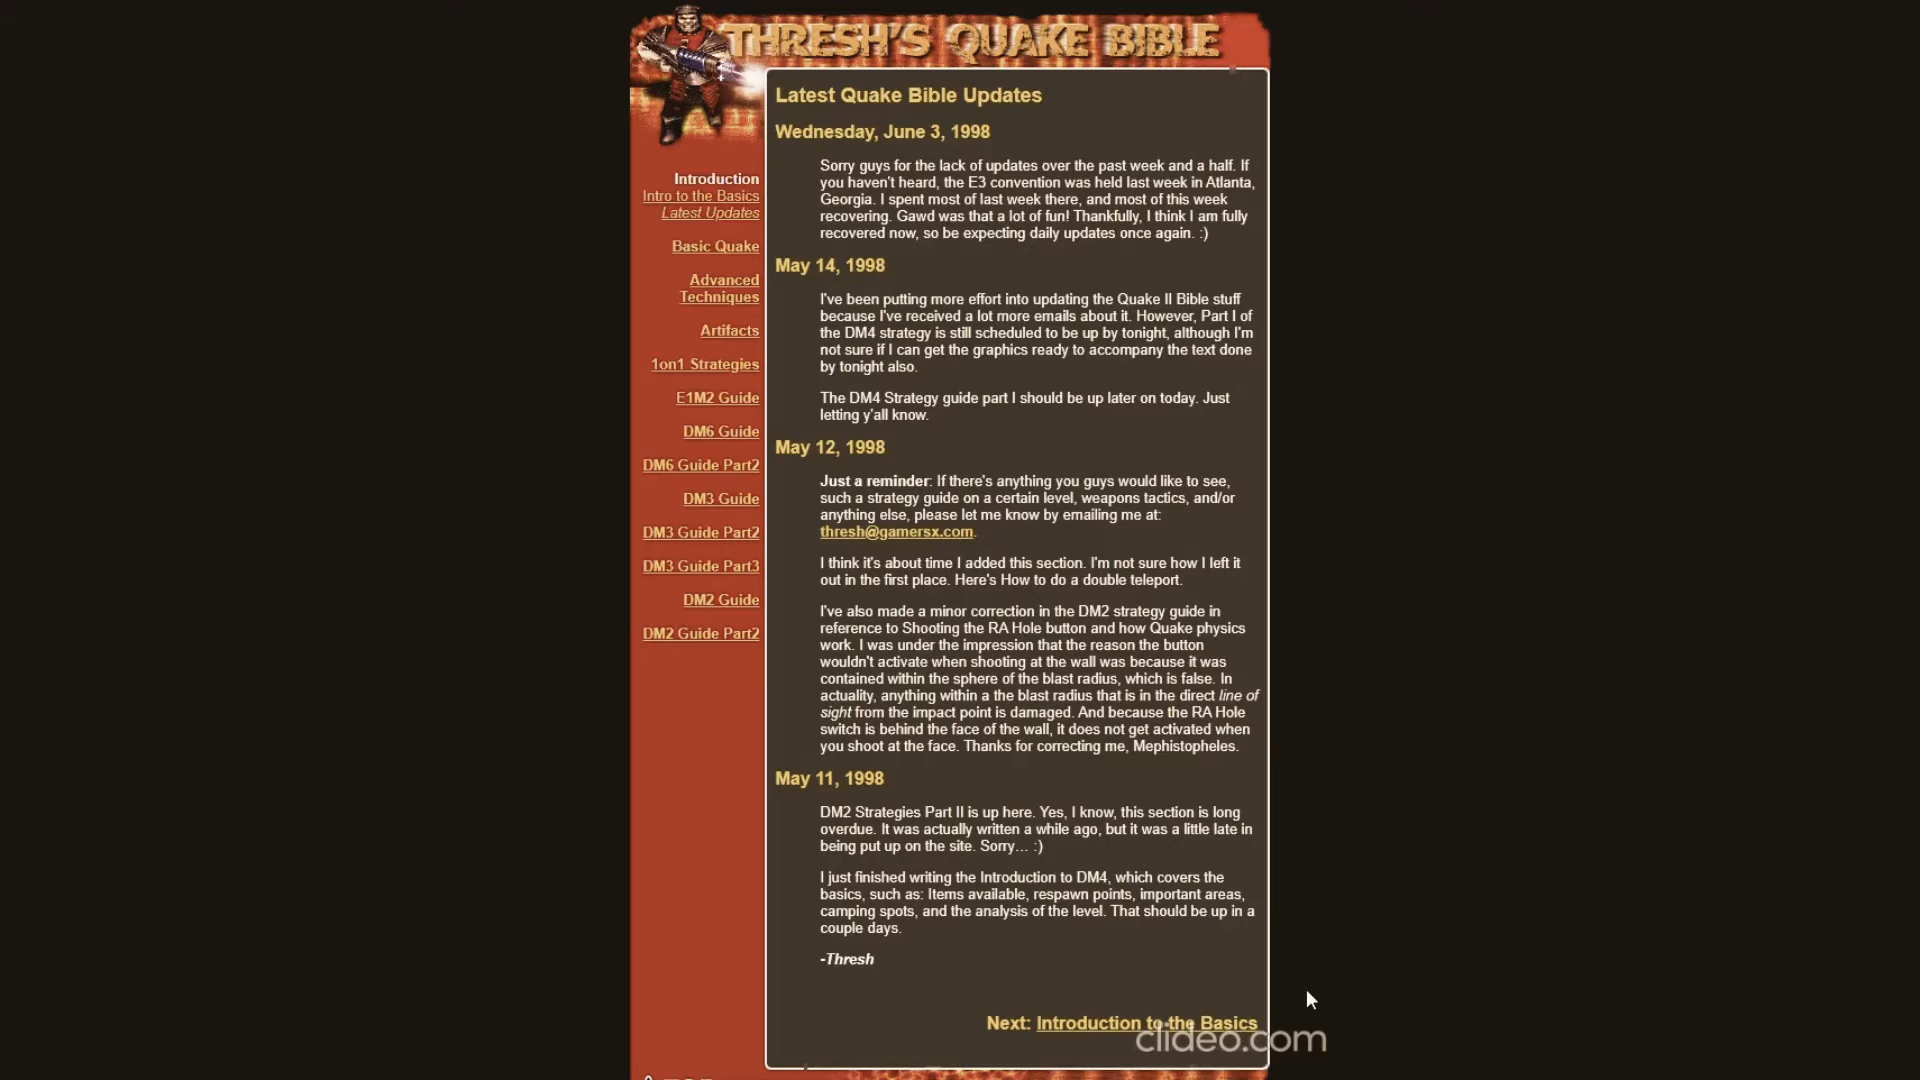 THRESH'S QUAKE BIBLE
Introduction
Intro to the Basics
Latest Updates
Basic Quake
Advanced
Techniques
Artifacts
1on1 Strategies
E1M2 Guide
DM6 Guide
DM6 Guide Part2
DM3 Guide
DM3 Guide Part2
DM3 Guide Part3
DM2 Guide
DM2 Guide Part2
Latest Quake Bible Updates
Wednesday, June 3, 1998
Sorry guys for the lack of updates over the past week and a half. If
you haven't heard, the E3 convention was held last week in Atlanta,
Georgia. I spent most of last week there, and most of this week
recovering. Gawd was that a lot of fun! Thankfully, I think I am fully
recovered now, so be expecting daily updates once again. :)
May 14, 1998
I've been putting more effort into updating the Quake II Bible stuff
because I've received a lot more emails about it. However, Part I of
the DM4 strategy is still scheduled to be up by tonight, although I'm
not sure if I can get the graphics ready to accompany the text done
by tonight also.
The DM4 Strategy guide part I should be up later on today. Just
letting y'all know.
May 12, 1998
Just a reminder: If there's anything you guys would like to see,
such a strategy guide on a certain level, weapons tactics, and/or
anything else, please let me know by emailing me at:
thresh@gamersx.com.
I think it's about time I added this section. I'm not sure how I left it
out in the first place. Here's How to do a double teleport.
I've also made a minor correction in the DM2 strategy guide in
reference to Shooting the RA Hole button and how Quake physics
work. I was under the impression that the reason the button
wouldn't activate when shooting at the wall was because it was
contained within the sphere of the blast radius, which is false. In
actuality, anything within a the blast radius that is in the direct line of
sight from the impact point is damaged. And because the RA Hole
switch is behind the face of the wall, it does not get activated when
you shoot at the face. Thanks for correcting me, Mephistopheles.
May 11, 1998
DM2 Strategies Part II is up here. Yes, I know, this section is long
overdue. It was actually written a while ago, but it was a little late in
being put up on the site. Sorry... :)
I just finished writing the Introduction to DM4, which covers the
basics, such as: Items available, respawn points, important areas,
camping spots, and the analysis of the level. That should be up in a
couple days.
-Thresh
Next: Introduction to the Basics
clideo.com